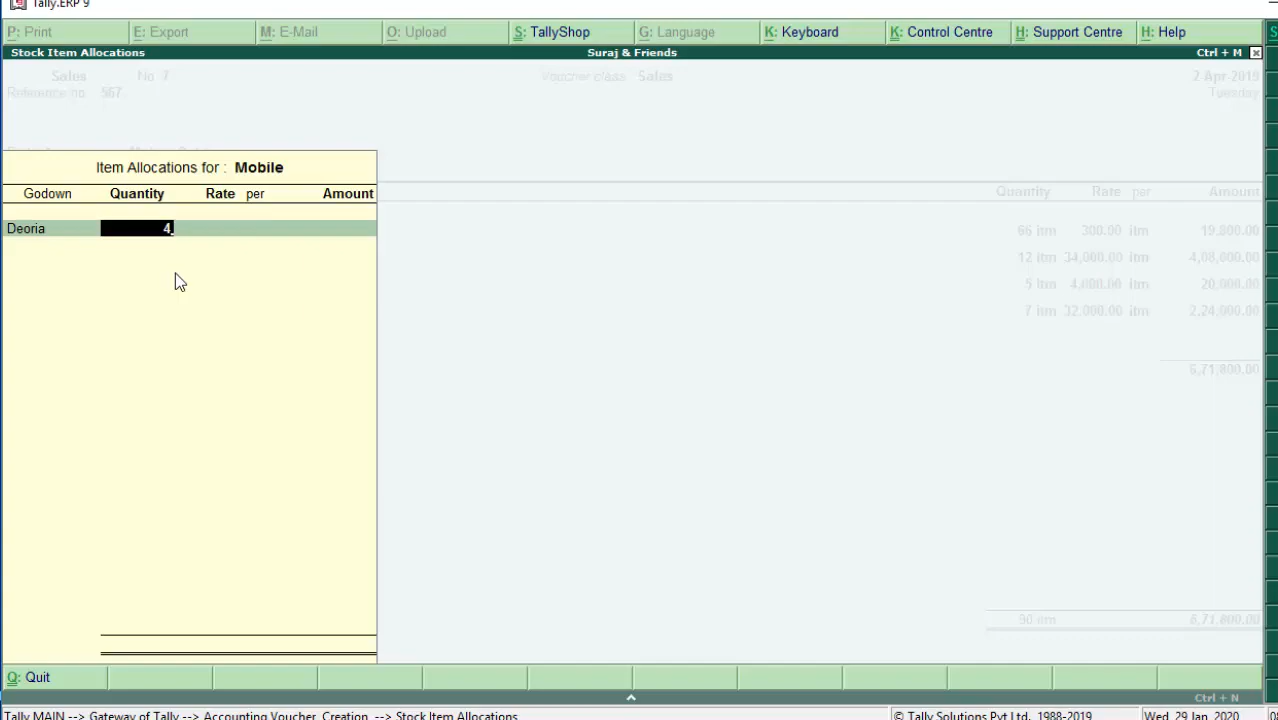 Tally.ERP 9
P: Print E: Export M: E-Mail O: Upload S: TallyShop G: Language K: Keyboard K: Control Centre H: Support Centre H: Help
Stock Item Allocations Suraj & Friends Ctrl + M
Sales No. 7 Voucher class Sales 2-Apr-2019
Reference no. 567 Tuesday
Item Allocations for : Mobile
Godown Quantity Rate per Amount Quantity Rate per Amount
Deoria 4
66 itm 300.00 itm 19,800.00
12 itm 34,000.00 itm 4,08,000.00
5 itm 4,000.00 itm 20,000.00
7 itm 32,000.00 itm 2,24,000.00
6,71,800.00
90 itm 6,71,800.00
Q: Quit
Ctrl + N
Tally MAIN --> Gateway of Tally --> Accounting Voucher Creation --> Stock Item Allocations © Tally Solutions Pvt Ltd., 1988-2019 Wed, 29 Jan, 2020